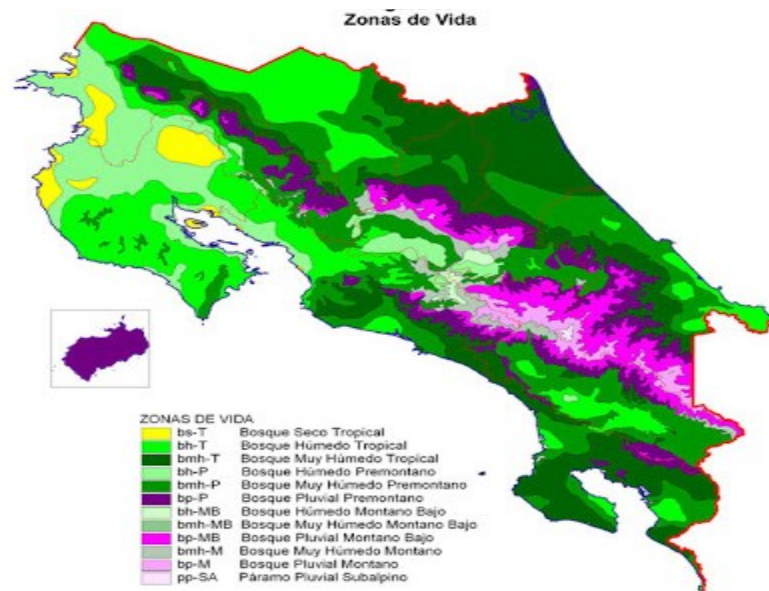 Zonas de Vida
ZONAS DE VIDA
bs-T Bosque Seco Tropical
bh-T Bosque Húmedo Tropical
bmh-T Bosque Muy Húmedo Tropical
bh-P Bosque Húmedo Premontano
bmh-P Bosque Muy Húmedo Premontano
bp-P Bosque Pluvial Premontano
bh-MB Bosque Húmedo Montano Bajo
bmh-MB Bosque Muy Húmedo Montano Bajo
bp-MB Bosque Pluvial Montano Bajo
bmh-M Bosque Muy Húmedo Montano
bp-M Bosque Pluvial Montano
pp-SA Páramo Pluvial Subalpino